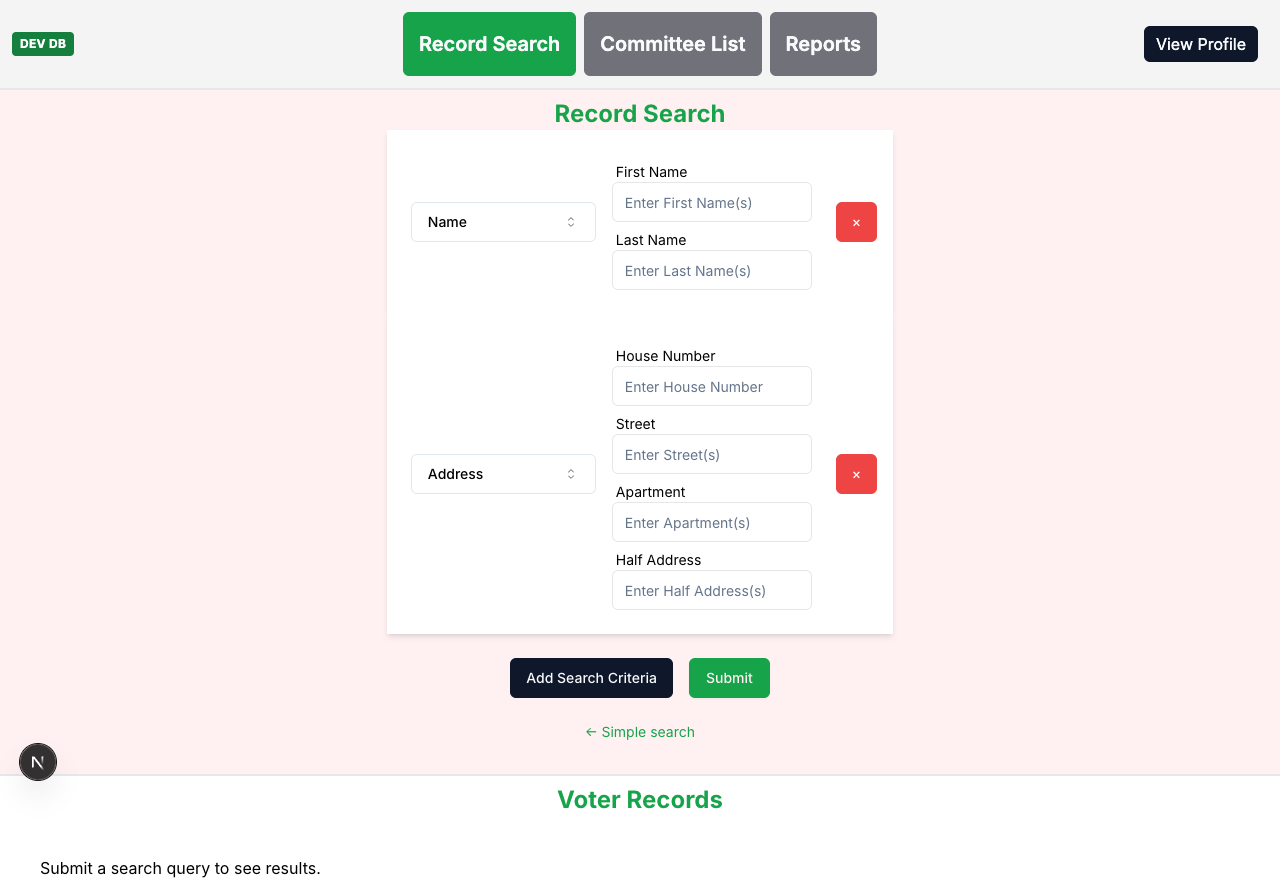 DEV DB
Record Search
Committee List
Reports
View Profile
Record Search
Name
First Name
Enter First Name(s)
Last Name
Enter Last Name(s)
×
Address
House Number
Enter House Number
Street
Enter Street(s)
Apartment
Enter Apartment(s)
Half Address
Enter Half Address(s)
×
Add Search Criteria
Submit
← Simple search
N
Voter Records
Submit a search query to see results.